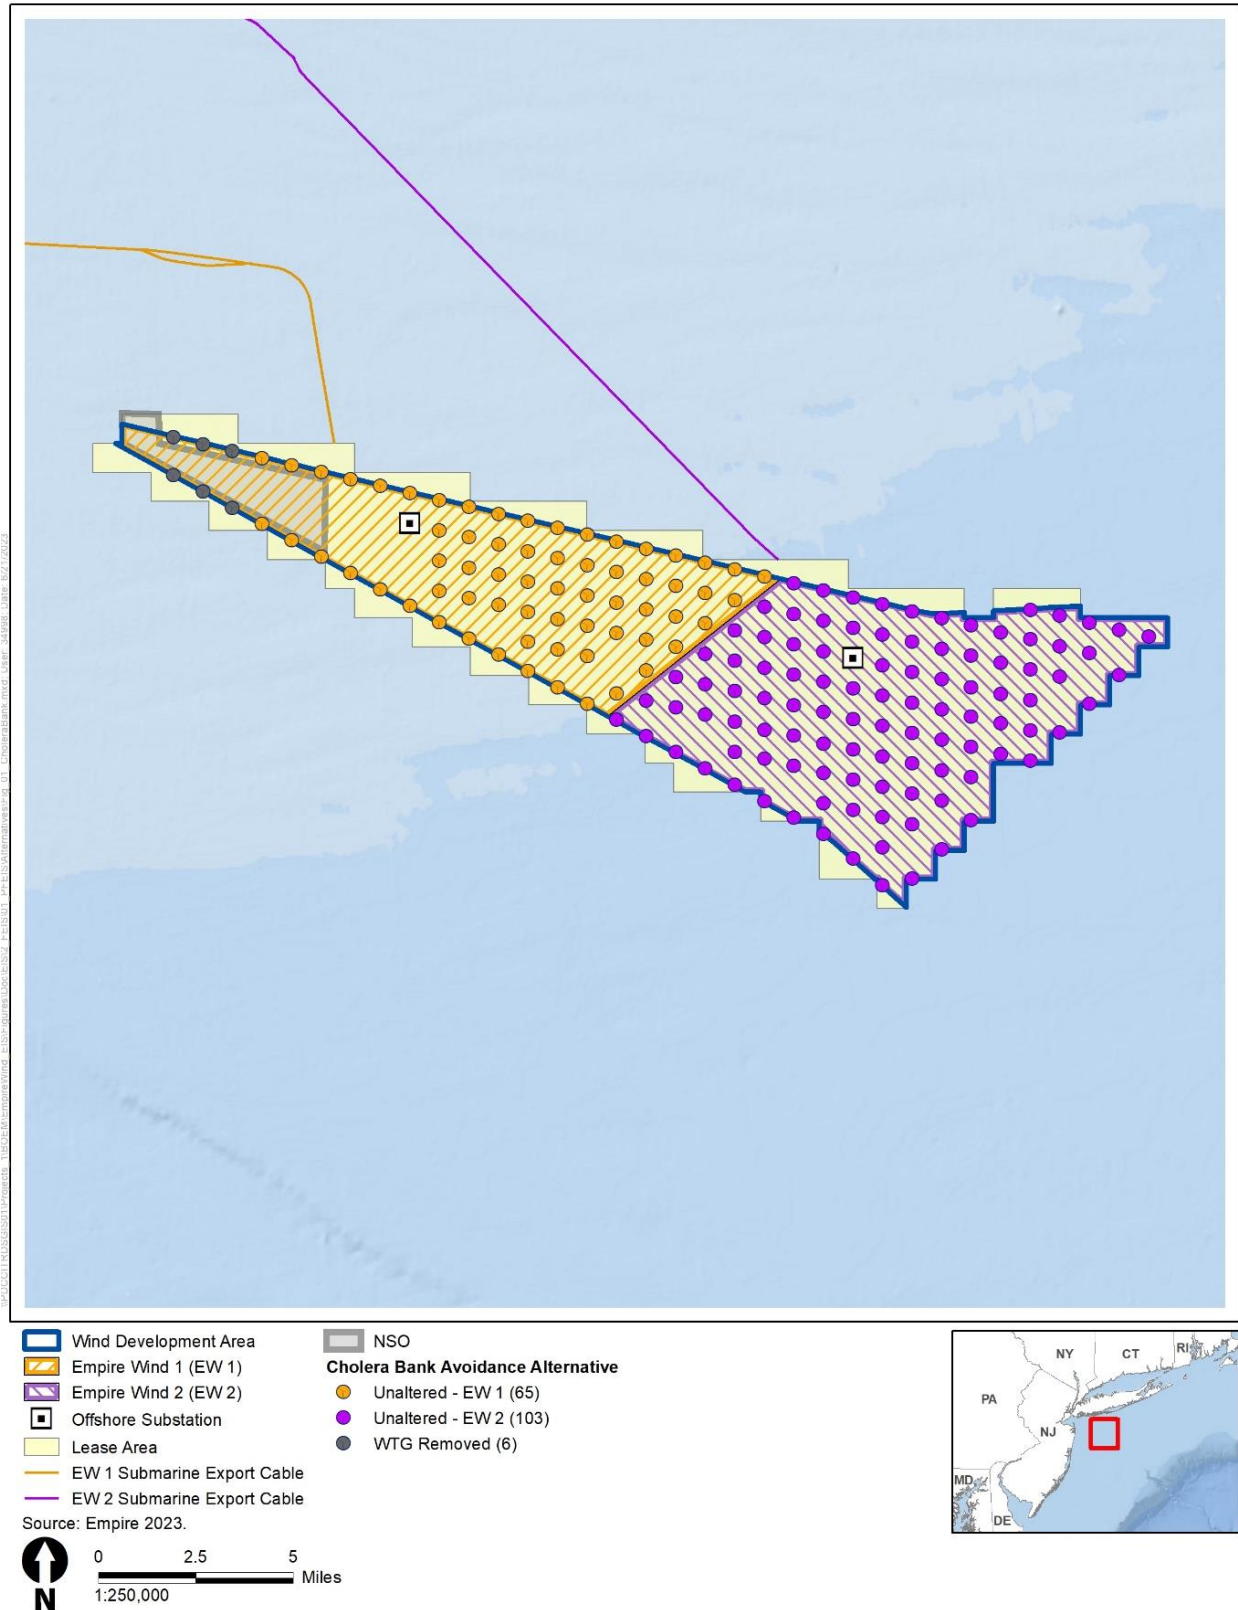 Wind Development Area
Empire Wind 1 (EW 1)
Empire Wind 2 (EW 2)
Offshore Substation
Lease Area
EW 1 Submarine Export Cable
EW 2 Submarine Export Cable
Source: Empire 2023.
N
0 2.5 5
Miles
1:250,000
NSO
Cholera Bank Avoidance Alternative
Unaltered - EW 1 (65)
Unaltered - EW 2 (103)
WTG Removed (6)
NY
CT
RI
PA
NJ
MD
DE